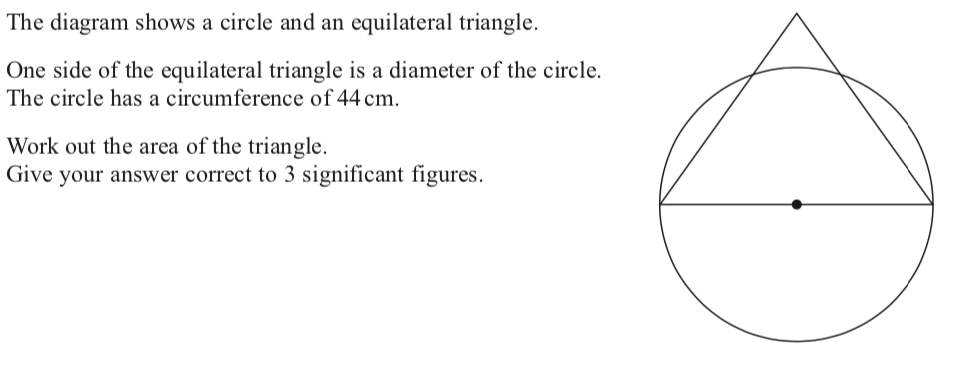 The diagram shows a circle and an equilateral triangle.
One side of the equilateral triangle is a diameter of the circle.
The circle has a circumference of 44 cm.
Work out the area of the triangle.
Give your answer correct to 3 significant figures.